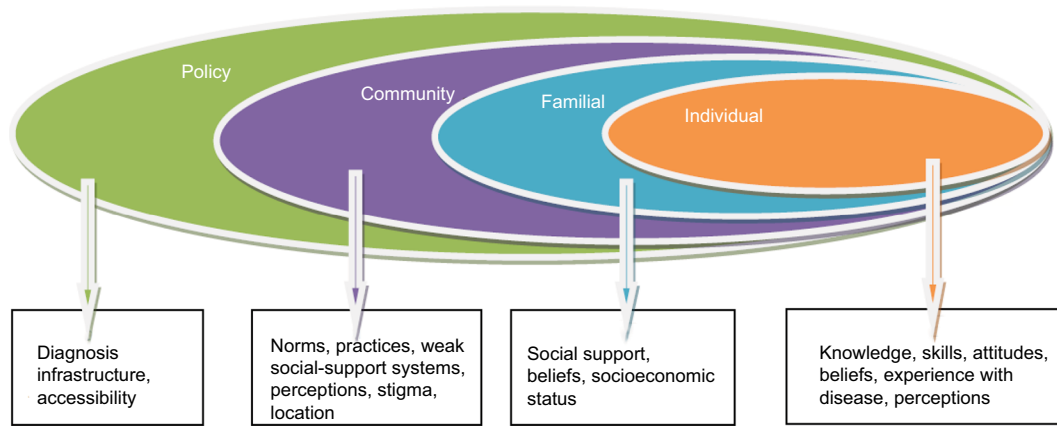 Policy
Community
Familial
Individual
Diagnosis
infrastructure,
accessibility
Norms, practices, weak
social-support systems,
perceptions, stigma,
location
Social support,
beliefs, socioeconomic
status
Knowledge, skills, attitudes,
beliefs, experience with
disease, perceptions